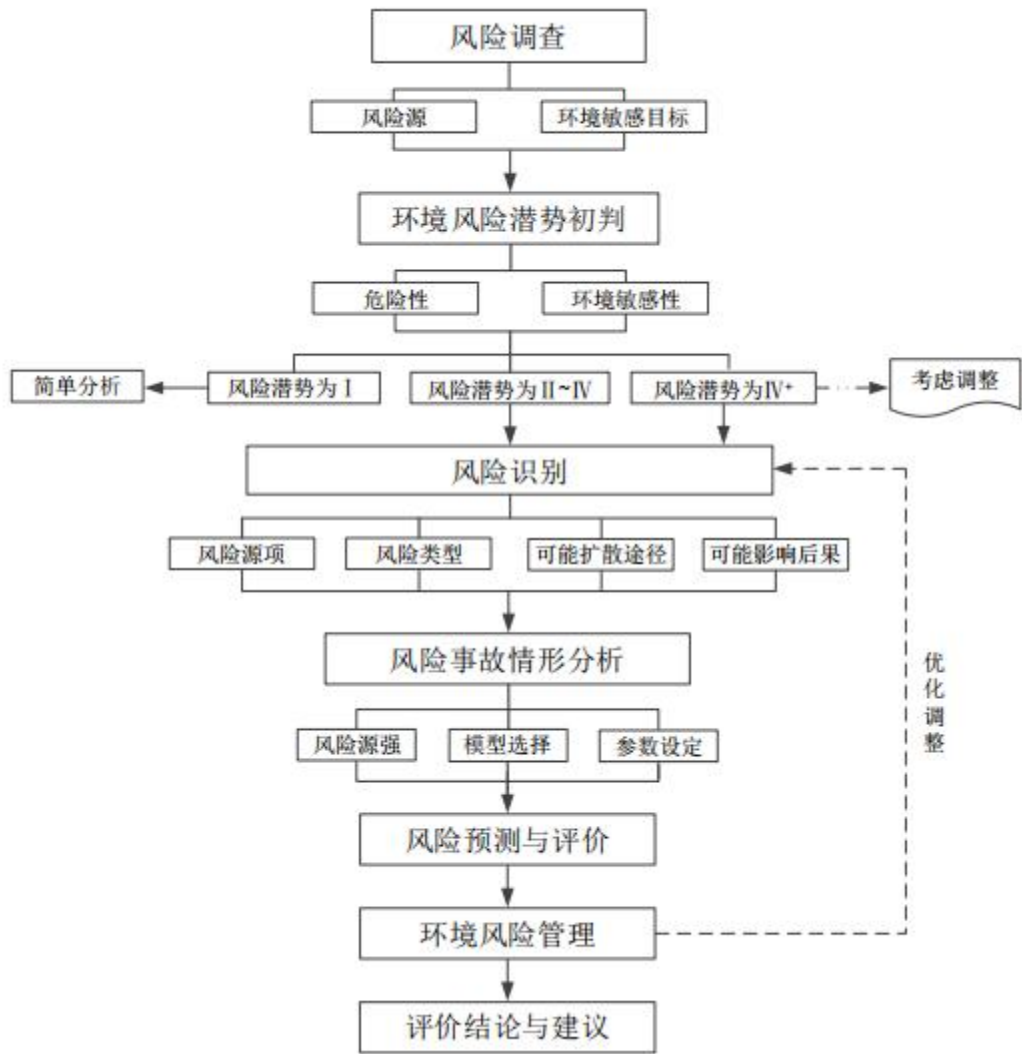 风险调查
风险源
环境敏感目标
环境风险潜势初判
危险性
环境敏感性
简单分析
风险潜势为Ⅰ
风险潜势为Ⅱ~Ⅳ
风险潜势为Ⅳ⁺
考虑调整
风险识别
风险源项
风险类型
可能扩散途径
可能影响后果
风险事故情形分析
优化调整
风险源强
模型选择
参数设定
风险预测与评价
环境风险管理
评价结论与建议